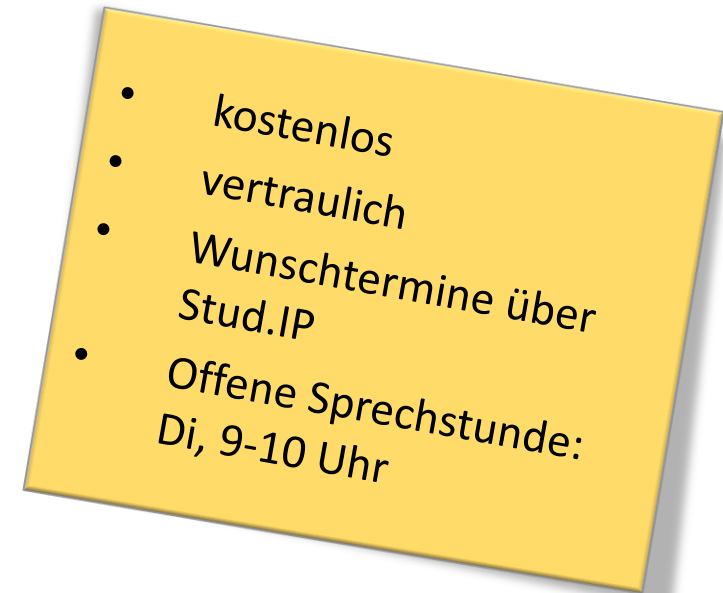 • kostenlos
• vertraulich
• Wunschtermine über
Stud.IP
• Offene Sprechstunde:
Di, 9-10 Uhr